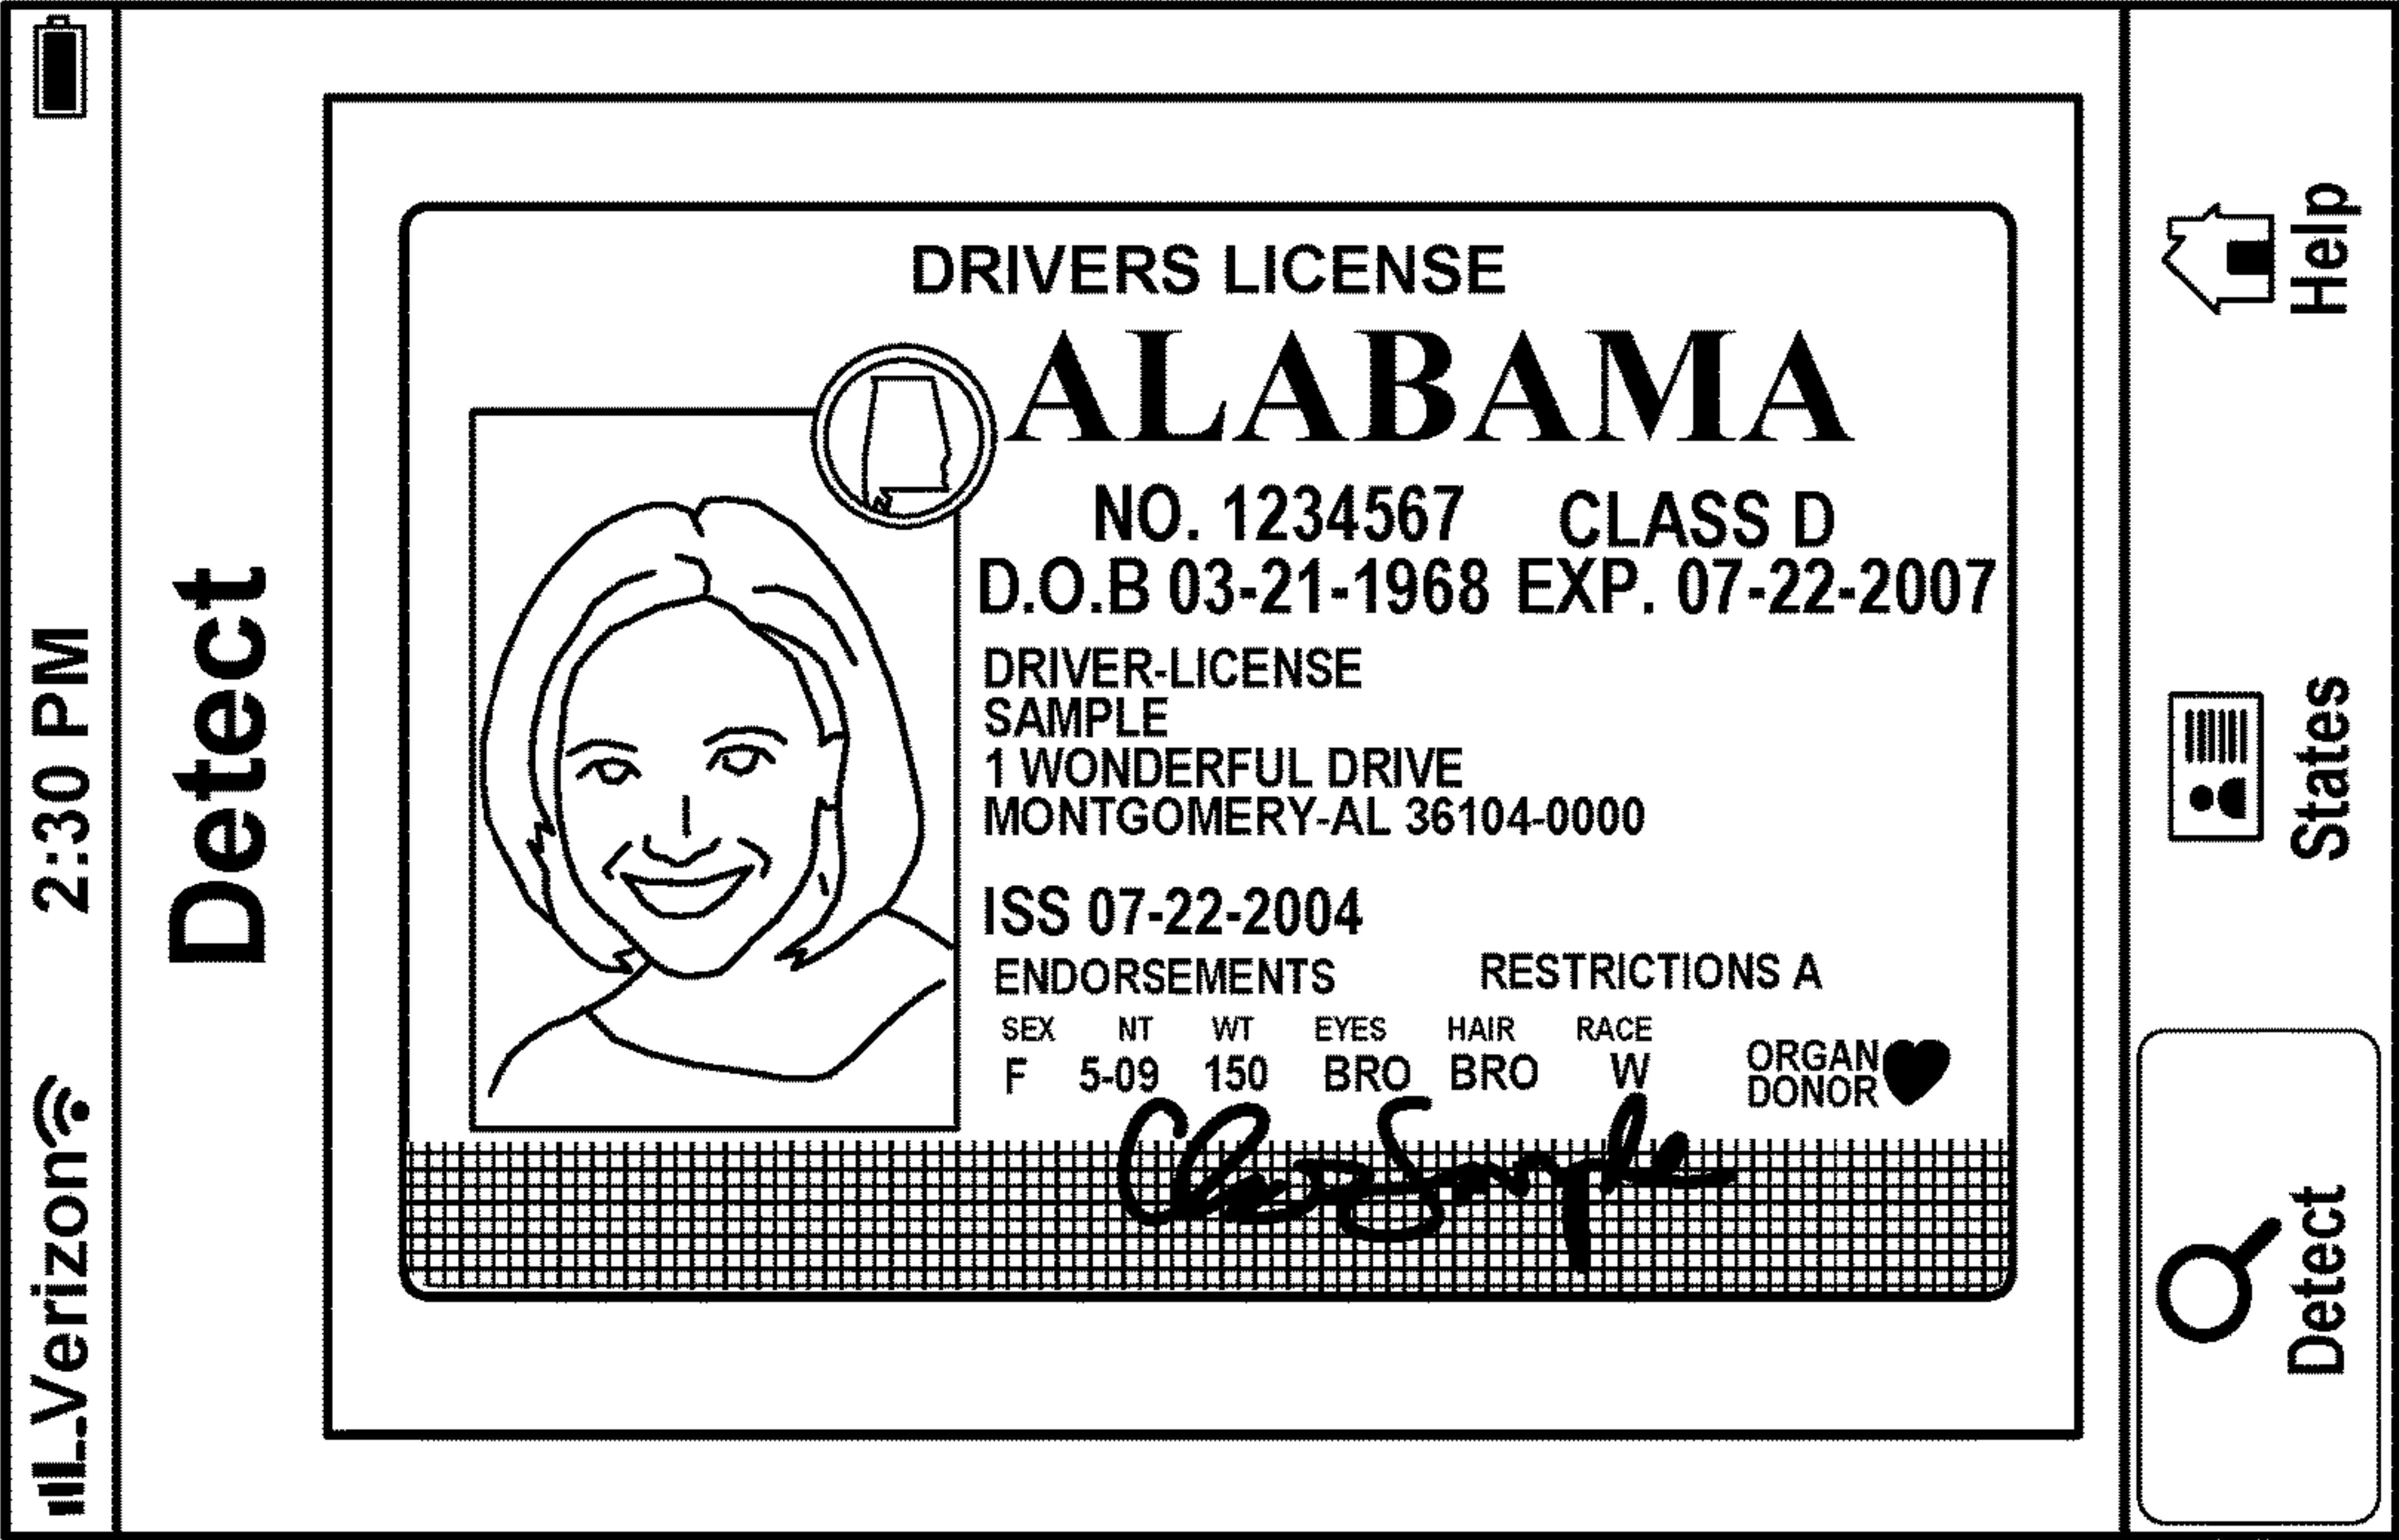 Verizon 2:30 PM
Detect
DRIVERS LICENSE
ALABAMA
NO. 1234567 CLASS D
D.O.B 03-21-1968 EXP. 07-22-2007
DRIVER-LICENSE
SAMPLE
1 WONDERFUL DRIVE
MONTGOMERY-AL 36104-0000
ISS 07-22-2004
ENDORSEMENTS RESTRICTIONS A
SEX NT WT EYES HAIR RACE
F 5-09 150 BRO BRO W
ORGAN
DONOR
Detect
States
Help